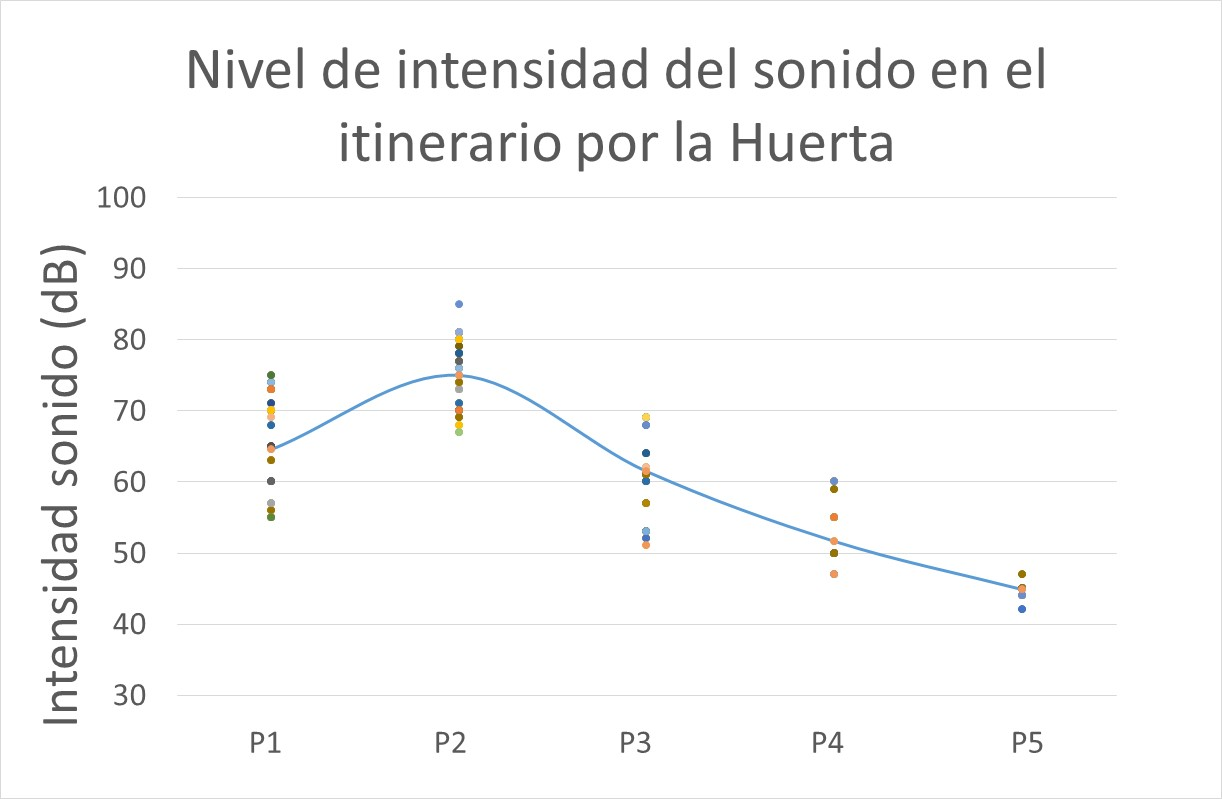 Nivel de intensidad del sonido en el
itinerario por la Huerta
Intensidad sonido (dB)
100
90
80
70
60
50
40
30
P1 P2 P3 P4 P5